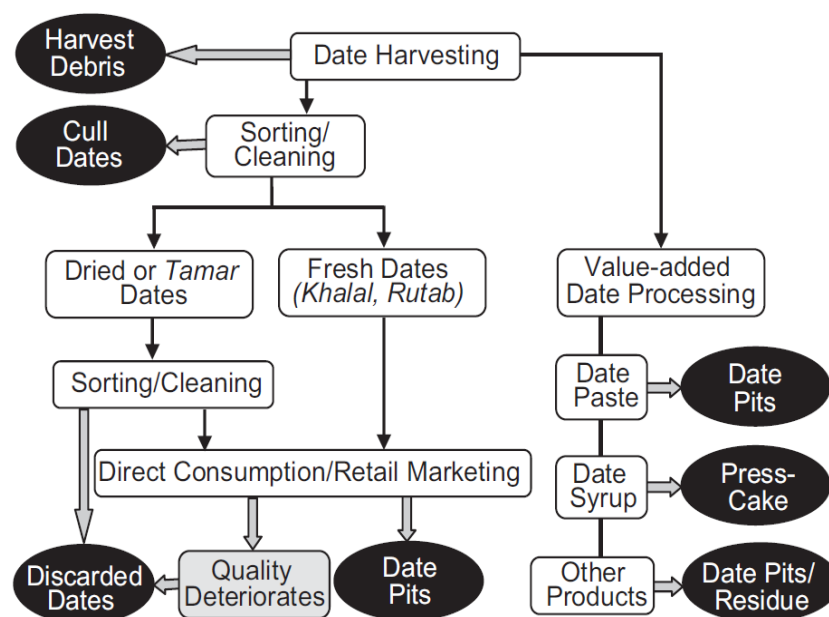 Harvest
Debris
Date Harvesting
Cull
Dates
Sorting/
Cleaning
Dried or Tamar
Dates
Fresh Dates
(Khalal, Rutab)
Value-added
Date Processing
Sorting/Cleaning
Date
Paste
Date
Pits
Direct Consumption/Retail Marketing
Date
Syrup
Press-
Cake
Discarded
Dates
Quality
Deteriorates
Date
Pits
Other
Products
Date Pits/
Residue